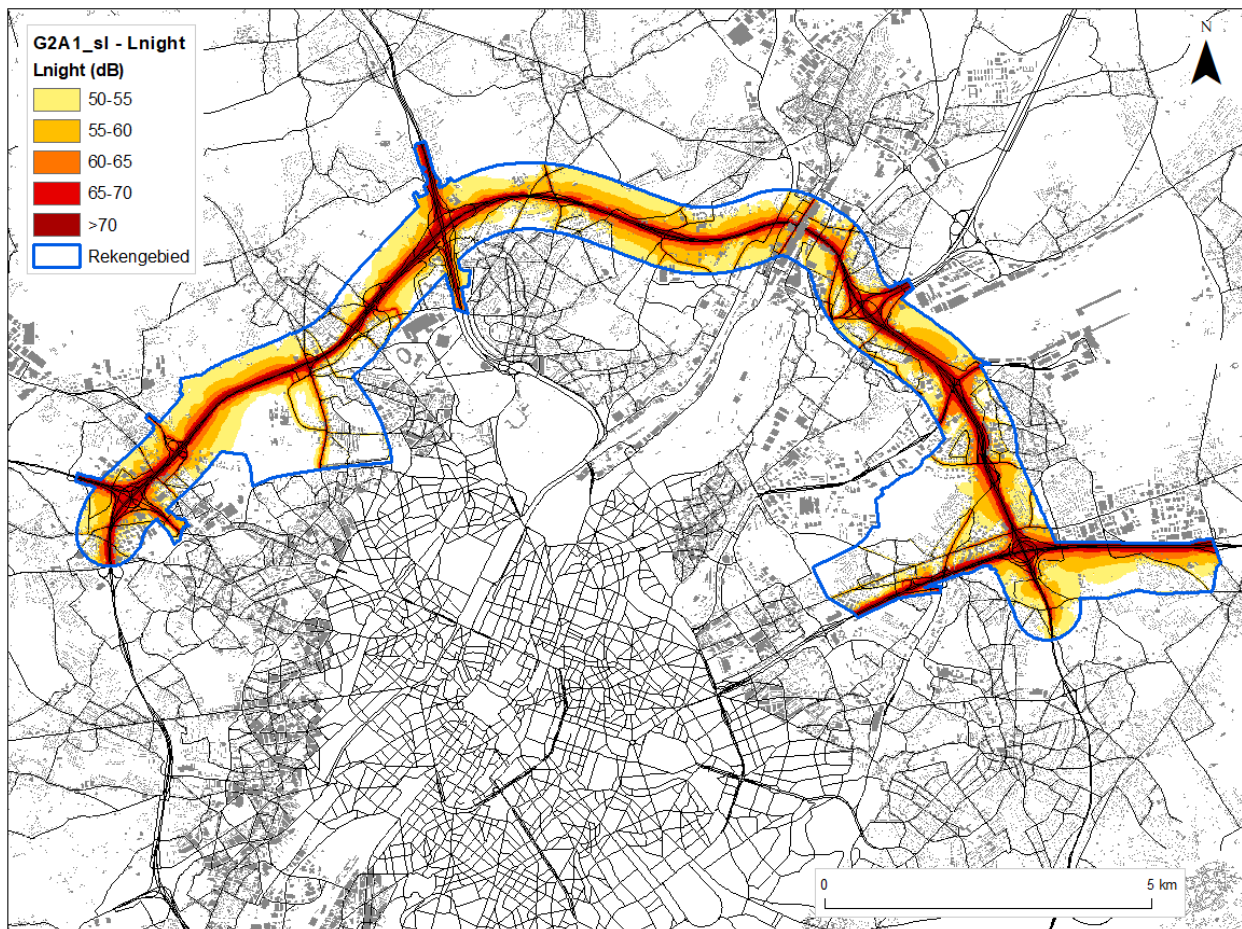 G2A1_sl - Lnight
Lnight (dB)
50-55
55-60
60-65
65-70
>70
Rekengebied
N
0
5 km